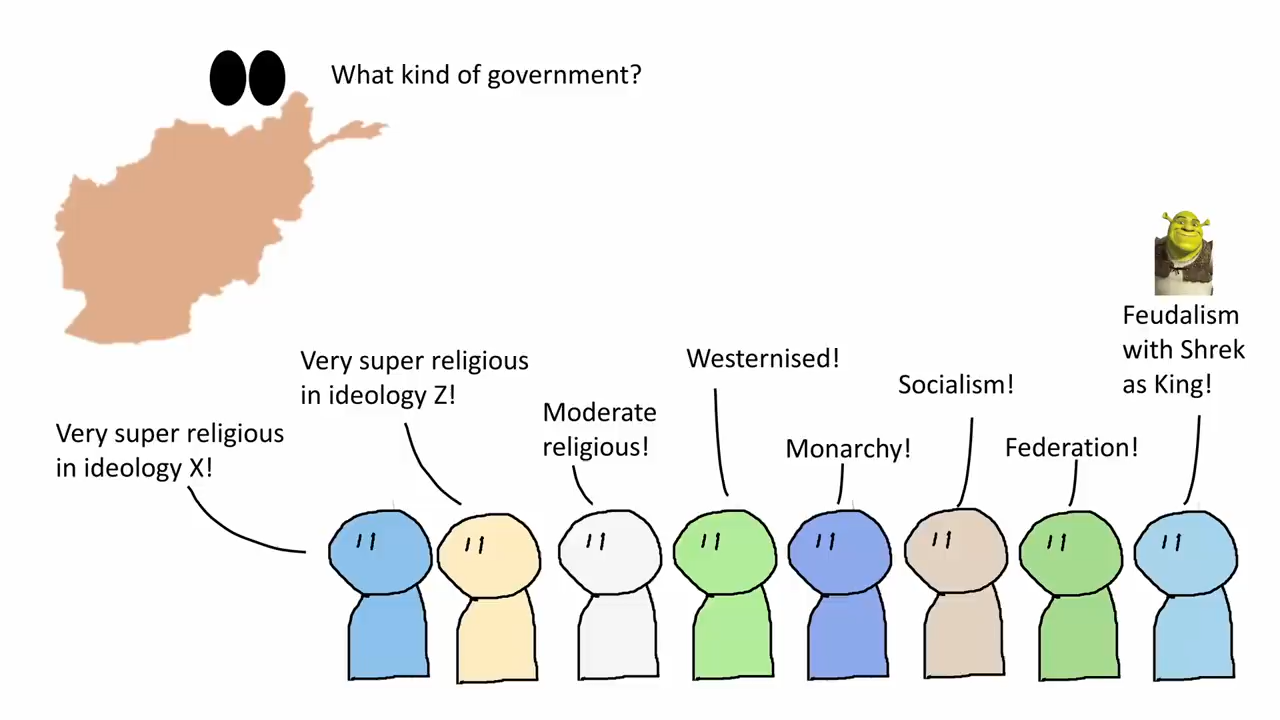 What kind of government?
Very super religious
in ideology X!
Very super religious
in ideology Z!
Moderate
religious!
Westernised!
Monarchy!
Socialism!
Federation!
Feudalism
with Shrek
as King!